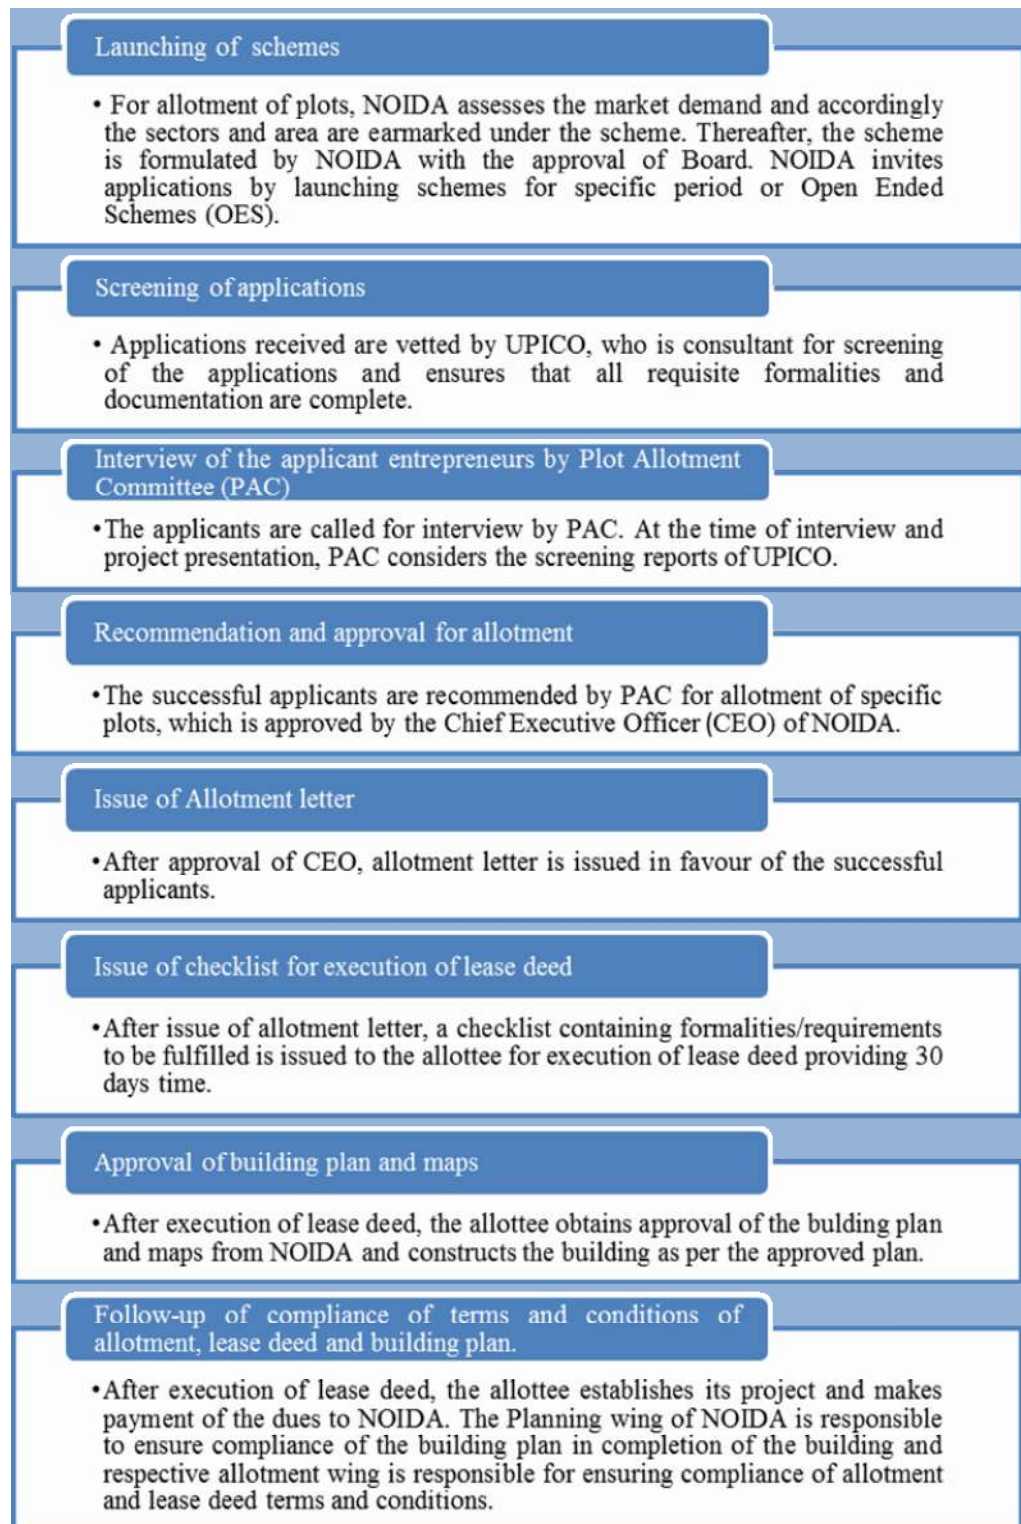 Launching of schemes
• For allotment of plots, NOIDA assesses the market demand and accordingly
the sectors and area are earmarked under the scheme. Thereafter, the scheme
is formulated by NOIDA with the approval of Board. NOIDA invites
applications by launching schemes for specific period or Open Ended
Schemes (OES).
Screening of applications
• Applications received are vetted by UPICO, who is consultant for screening
of the applications and ensures that all requisite formalities and
documentation are complete.
Interview of the applicant entrepreneurs by Plot Allotment
Committee (PAC)
•The applicants are called for interview by PAC. At the time of interview and
project presentation, PAC considers the screening reports of UPICO.
Recommendation and approval for allotment
•The successful applicants are recommended by PAC for allotment of specific
plots, which is approved by the Chief Executive Officer (CEO) of NOIDA.
Issue of Allotment letter
•After approval of CEO, allotment letter is issued in favour of the successful
applicants.
Issue of checklist for execution of lease deed
•After issue of allotment letter, a checklist containing formalities/requirements
to be fulfilled is issued to the allottee for execution of lease deed providing 30
days time.
Approval of building plan and maps
•After execution of lease deed, the allottee obtains approval of the bulding plan
and maps from NOIDA and constructs the building as per the approved plan.
Follow-up of compliance of terms and conditions of
allotment, lease deed and building plan.
•After execution of lease deed, the allottee establishes its project and makes
payment of the dues to NOIDA. The Planning wing of NOIDA is responsible
to ensure compliance of the building plan in completion of the building and
respective allotment wing is responsible for ensuring compliance of allotment
and lease deed terms and conditions.